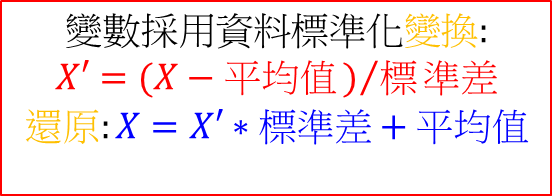 變數採用資料標準化變換:
X′ = (X − 平均值)/標準差
還原: X = X′ * 標準差 + 平均值